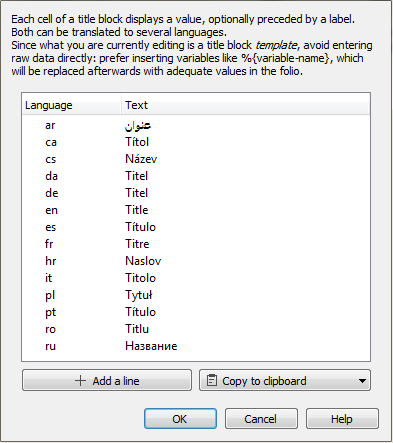 Each cell of a title block displays a value, optionally preceded by a label.
Both can be translated to several languages.
Since what you are currently editing is a title block template, avoid entering
raw data directly: prefer inserting variables like %{variable-name}, which
will be replaced afterwards with adequate values in the folio.
Language Text
ar عنوان
ca Títol
cs Název
da Titel
de Titel
en Title
es Título
fr Titre
hr Naslov
it Titolo
pl Tytuł
pt Título
ro Titlu
ru Название
Add a line Copy to clipboard
OK Cancel Help